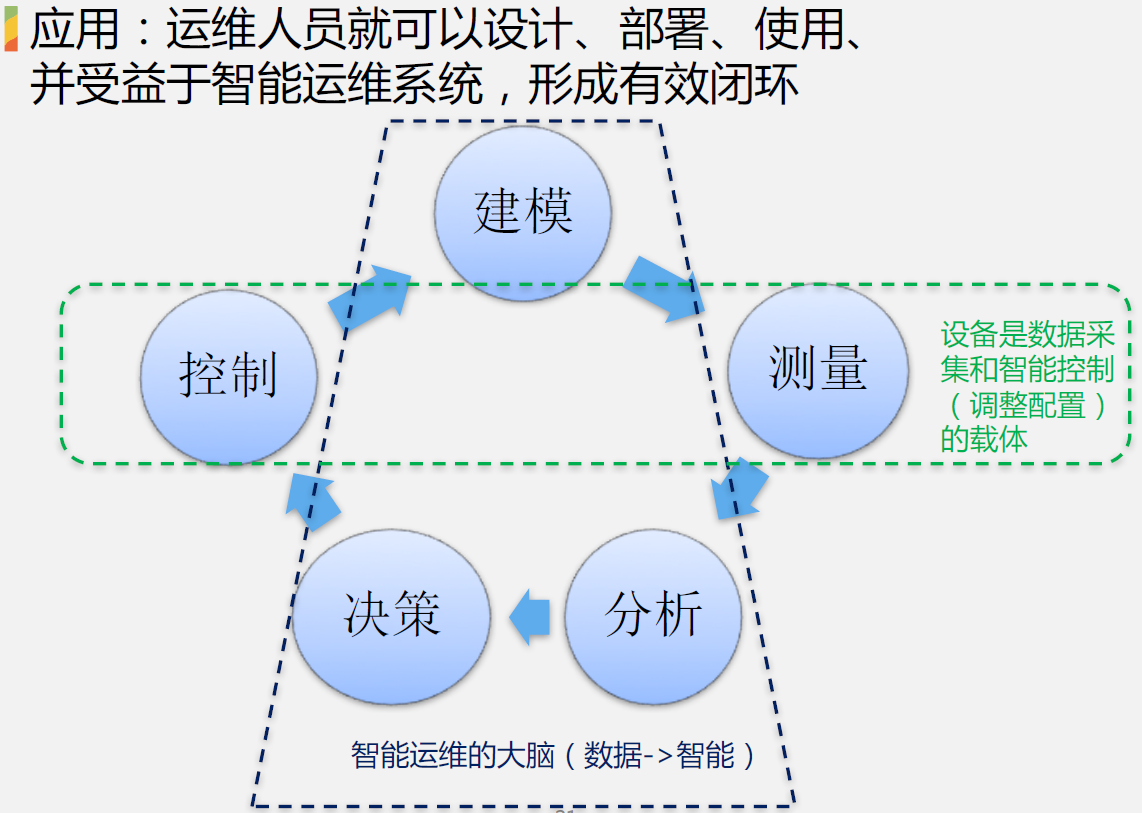 应用：运维人员就可以设计、部署、使用、
并受益于智能运维系统，形成有效闭环
建模
控制
测量
设备是数据采
集和智能控制
（调整配置）
的载体
决策
分析
智能运维的大脑（数据->智能）